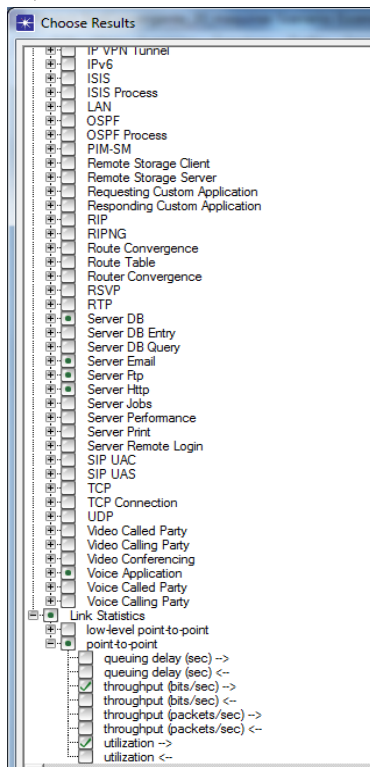 Choose Results
IP VPN Tunnel
IPv6
ISIS
ISIS Process
LAN
OSPF
OSPF Process
PIM-SM
Remote Storage Client
Remote Storage Server
Requesting Custom Application
Responding Custom Application
RIP
RIPNG
Route Convergence
Route Table
Router Convergence
RSVP
RTP
Server DB
Server DB Entry
Server DB Query
Server Email
Server Ftp
Server Http
Server Jobs
Server Performance
Server Print
Server Remote Login
SIP UAC
SIP UAS
TCP
TCP Connection
UDP
Video Called Party
Video Calling Party
Video Conferencing
Voice Application
Voice Called Party
Voice Calling Party
Link Statistics
low-level point-to-point
point-to-point
queuing delay (sec) -->
queuing delay (sec) <--
throughput (bits/sec) -->
throughput (bits/sec) <--
throughput (packets/sec) -->
throughput (packets/sec) <--
utilization -->
utilization <--